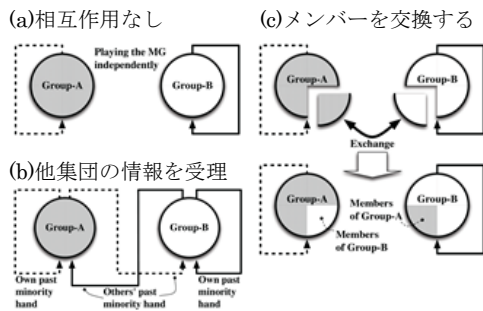 (a)相互作用なし
Playing the MG
independently
Group-A
Group-B
(b)他集団の情報を受理
Group-A
Group-B
Own past
minority
hand
Others' past
minority hand
Own past
minority
hand
(c)メンバーを交換する
Group-A
Group-B
Exchange
Group-A
Members
of Group-A
Group-B
Members
of Group-B